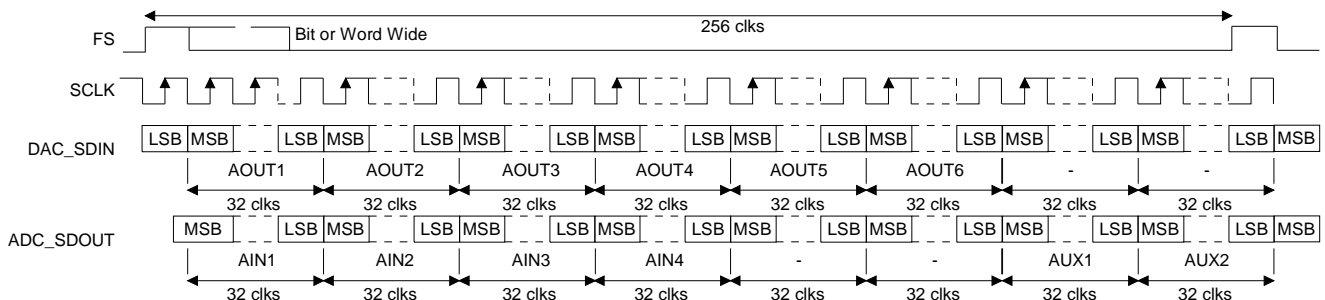 256 clks
FS
Bit or Word Wide
SCLK
DAC_SDIN
LSB MSB LSB MSB LSB MSB LSB MSB LSB MSB LSB MSB LSB MSB LSB MSB LSB MSB
AOUT1 AOUT2 AOUT3 AOUT4 AOUT5 AOUT6 - -
32 clks 32 clks 32 clks 32 clks 32 clks 32 clks 32 clks 32 clks
ADC_SDOUT
MSB LSB MSB LSB MSB LSB MSB LSB MSB LSB MSB LSB MSB LSB MSB LSB MSB
AIN1 AIN2 AIN3 AIN4 - - AUX1 AUX2
32 clks 32 clks 32 clks 32 clks 32 clks 32 clks 32 clks 32 clks